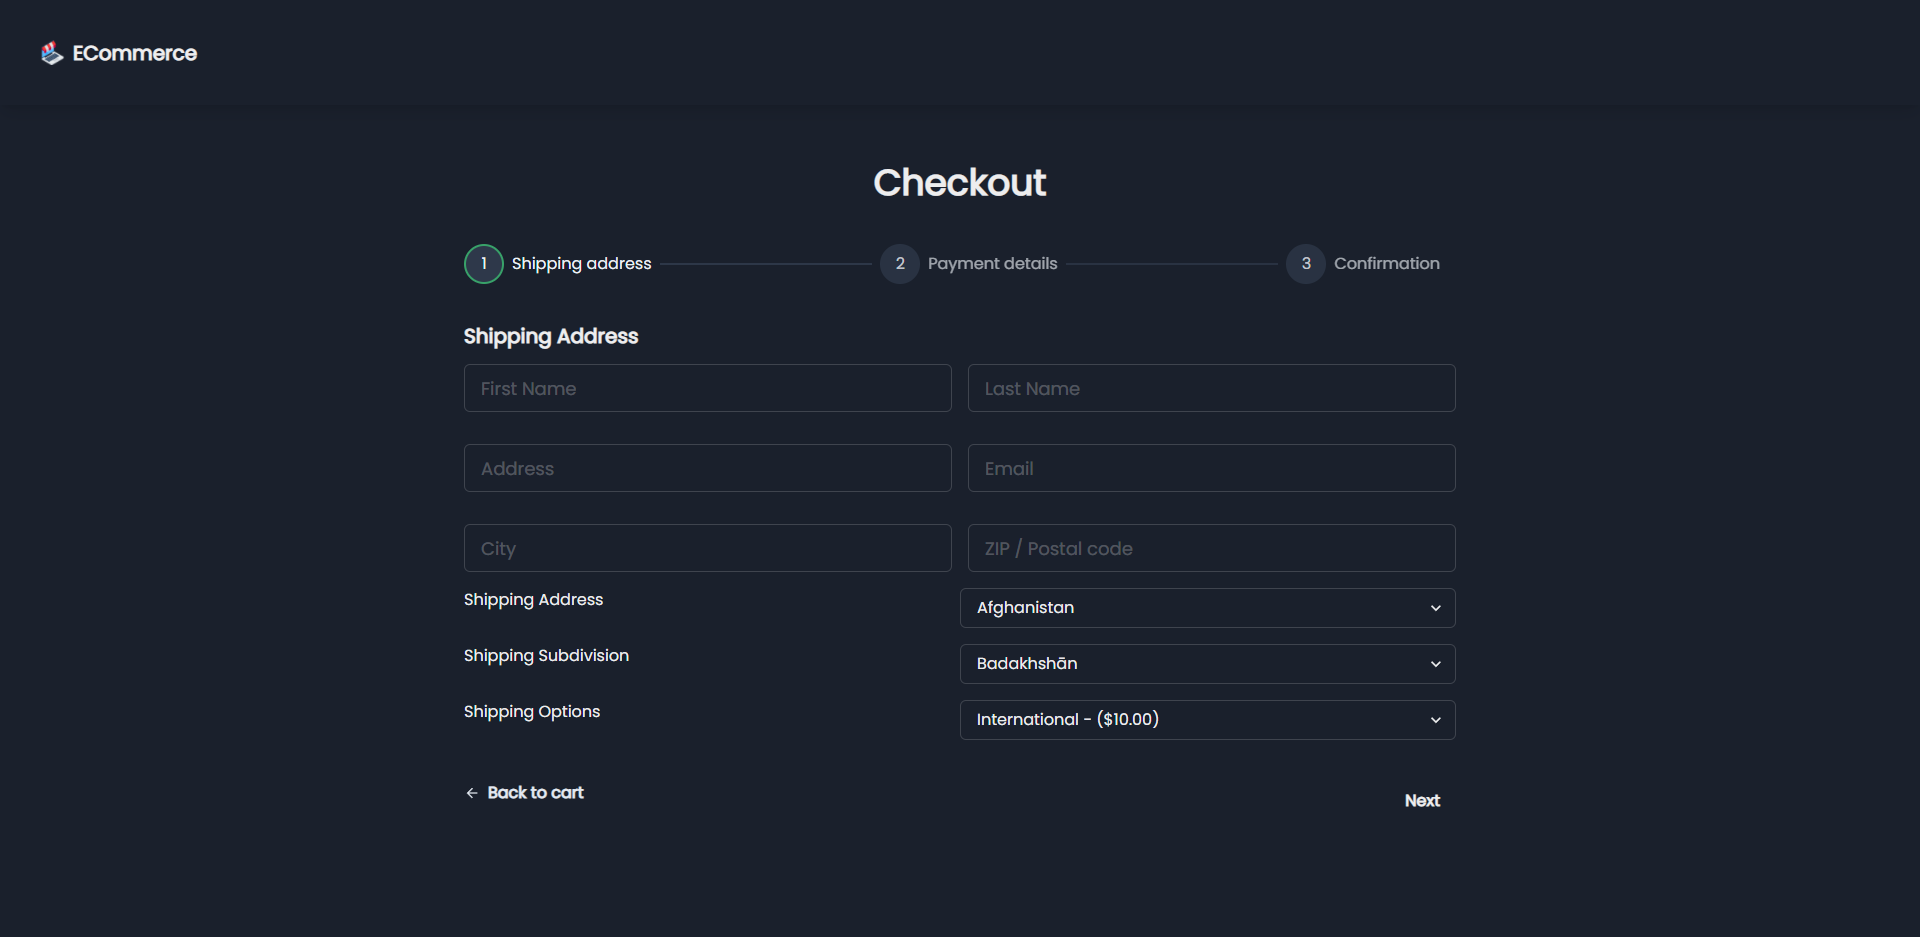 ECommerce
Checkout
1 Shipping address 2 Payment details 3 Confirmation
Shipping Address
First Name Last Name
Address Email
City ZIP / Postal code
Shipping Address Afghanistan
Shipping Subdivision Badakhshān
Shipping Options International - ($10.00)
Back to cart Next